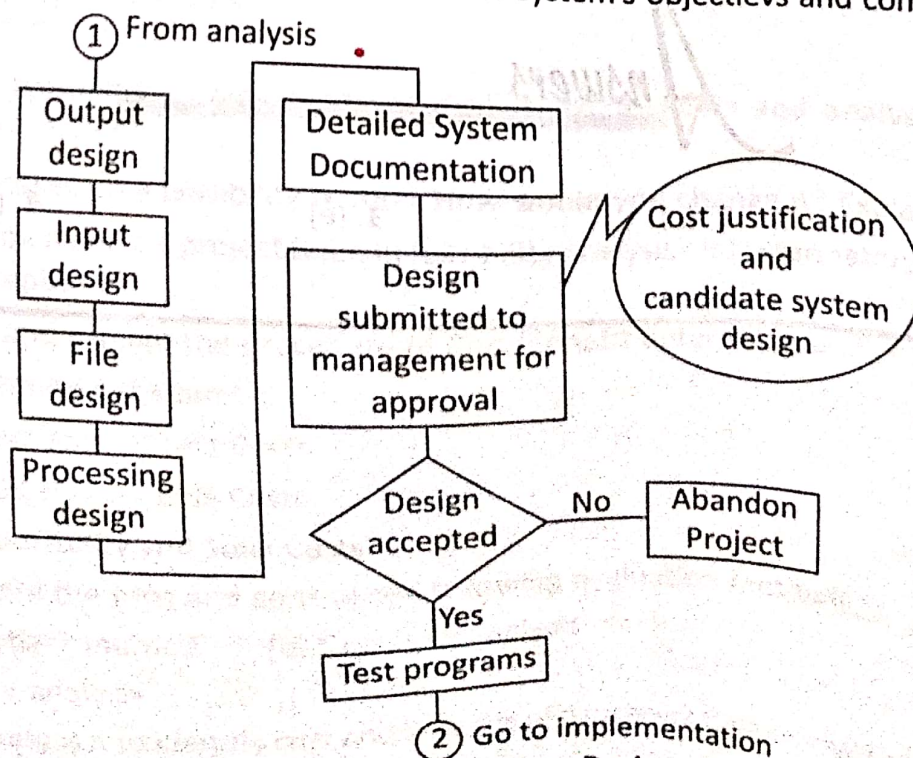 objectievs and
1 From analysis
Output
design
Input
design
File
design
Processing
design
Detailed System
Documentation
Design
submitted to
management for
approval
Cost justification
and
candidate system
design
Design
accepted
No
Abandon
Project
Yes
Test programs
2 Go to implementation